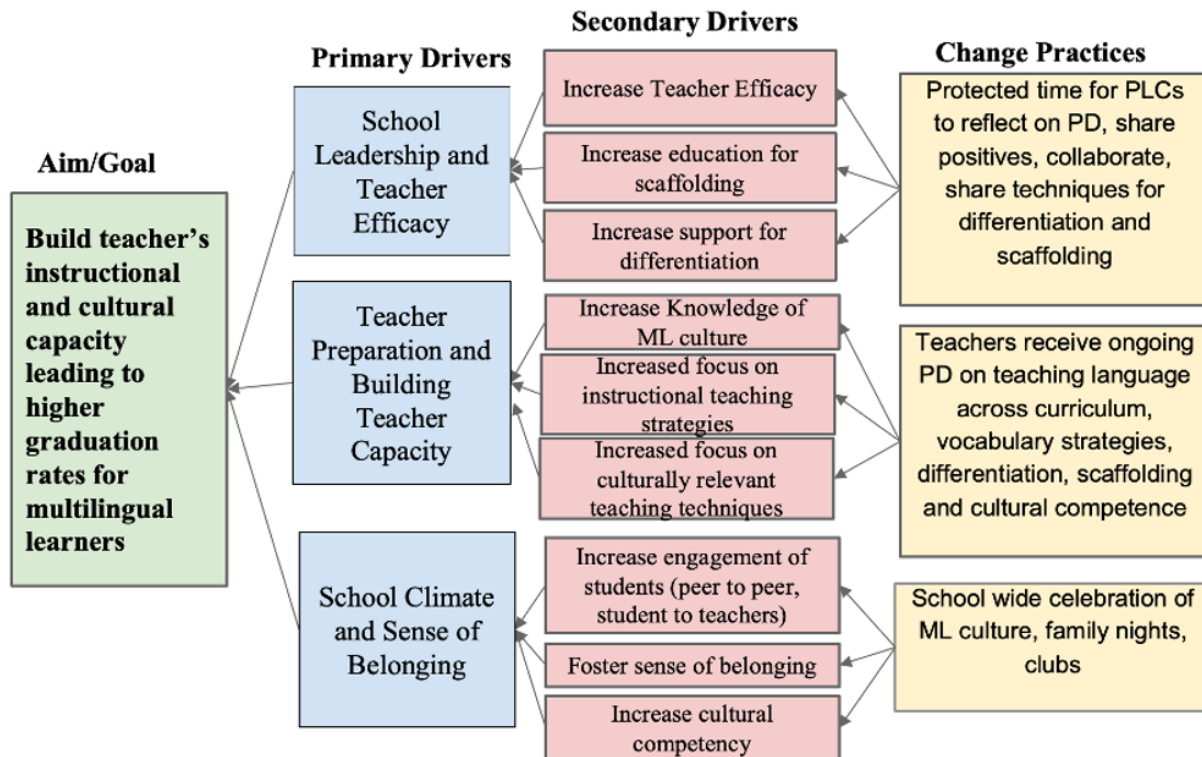 Aim/Goal
Build teacher's
instructional
and cultural
capacity
leading to
higher
graduation
rates for
multilingual
learners
Primary Drivers
School
Leadership and
Teacher
Efficacy
Teacher
Preparation and
Building
Teacher
Capacity
School Climate
and Sense of
Belonging
Secondary Drivers
Increase Teacher Efficacy
Increase education for
scaffolding
Increase support for
differentiation
Increase Knowledge of
ML culture
Increased focus on
instructional teaching
strategies
Increased focus on
culturally relevant
teaching techniques
Increase engagement of
students (peer to peer,
student to teachers)
Foster sense of belonging
Increase cultural
competency
Change Practices
Protected time for PLCs
to reflect on PD, share
positives, collaborate,
share techniques for
differentiation and
scaffolding
Teachers receive ongoing
PD on teaching language
across curriculum,
vocabulary strategies,
differentiation, scaffolding
and cultural competence
School wide celebration of
ML culture, family nights,
clubs